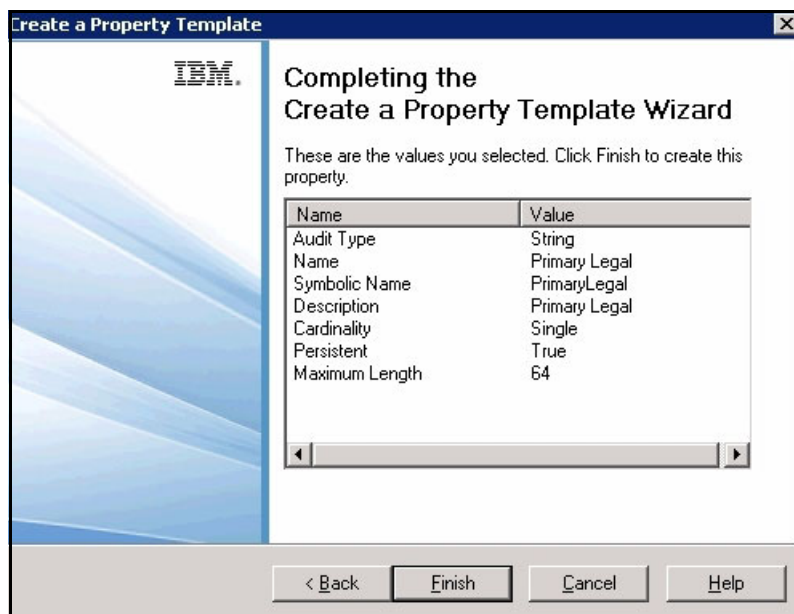 Create a Property Template
IBM.
Completing the
Create a Property Template Wizard
These are the values you selected. Click Finish to create this
property.
Name Value
Audit Type String
Name Primary Legal
Symbolic Name PrimaryLegal
Description Primary Legal
Cardinality Single
Persistent True
Maximum Length 64
< Back Finish Cancel Help